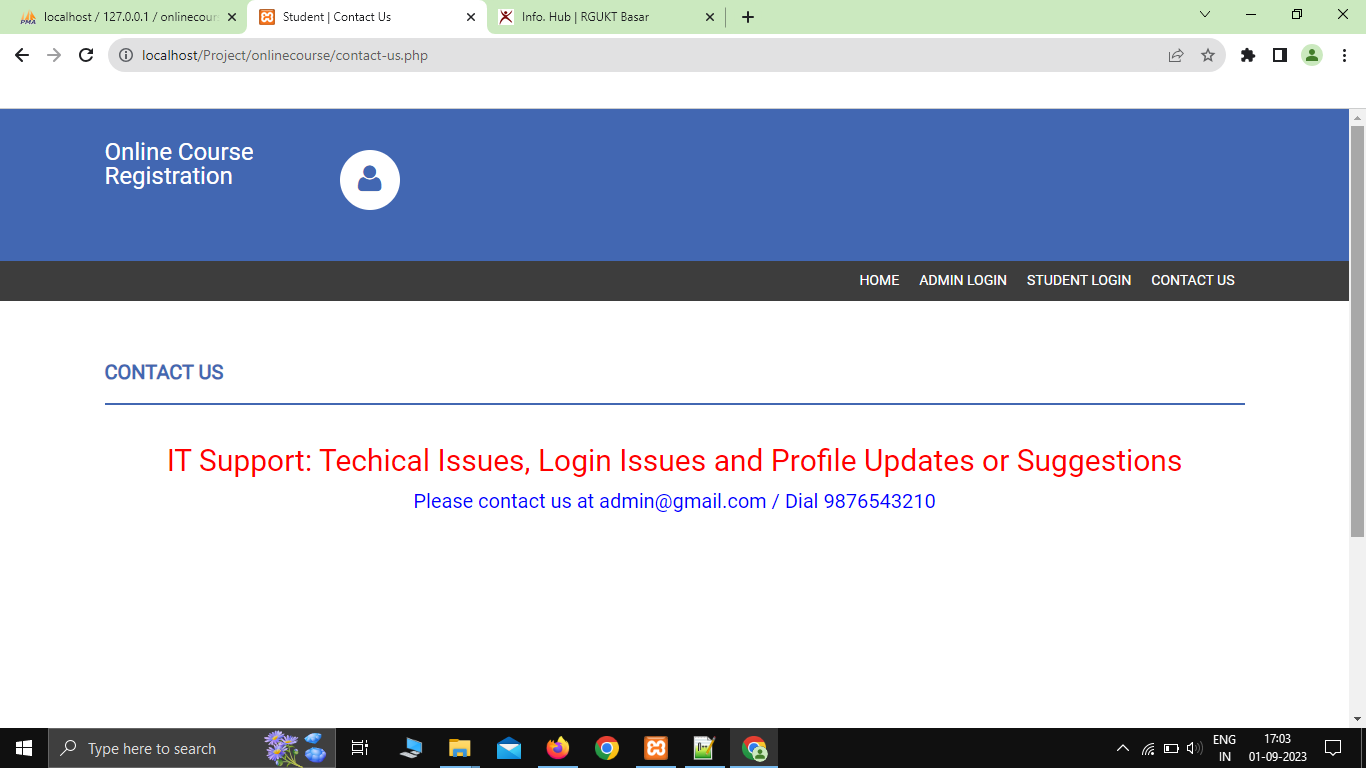 localhost / 127.0.0.1 / onlinecour
Student | Contact Us
Info. Hub | RGUKT Basar
localhost/Project/onlinecourse/contact-us.php
Online Course
Registration
HOME ADMIN LOGIN STUDENT LOGIN CONTACT US
CONTACT US
IT Support: Techical Issues, Login Issues and Profile Updates or Suggestions
Please contact us at admin@gmail.com / Dial 9876543210
Type here to search
ENG
IN
17:03
01-09-2023